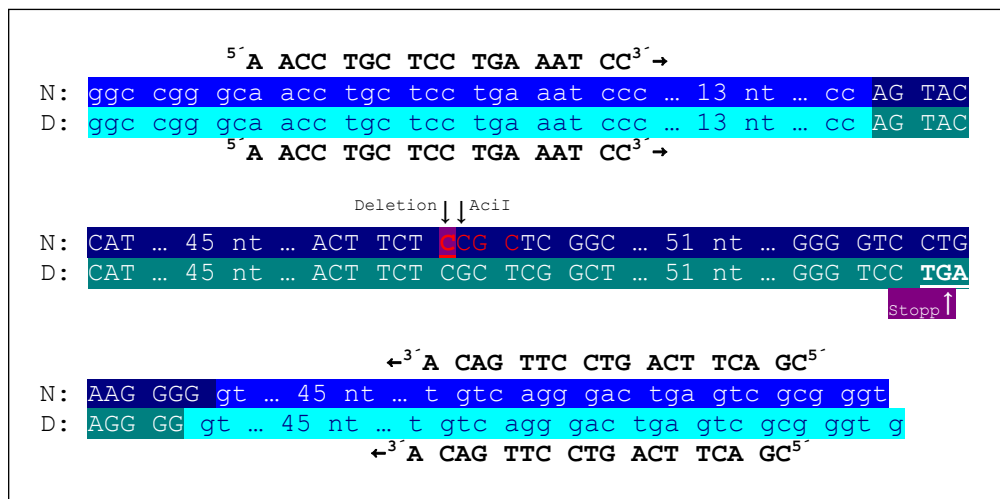 5´A ACC TGC TCC TGA AAT CC3´→
N: ggc cgg gca acc tgc tcc tga aat ccc … 13 nt … cc AG TAC
D: ggc cgg gca acc tgc tcc tga aat ccc … 13 nt … cc AG TAC
5´A ACC TGC TCC TGA AAT CC3´→
Deletion ↓↓ AciI
N: CAT … 45 nt … ACT TCT CCG CTCG GGC … 51 nt … GGG GTC CTG
D: CAT … 45 nt … ACT TCT CGC TCG GCT … 51 nt … GGG TCC TGA
Stopp↑
←3´A CAG TTC CTG ACT TCA GC5´
N: AAG GGG gt … 45 nt … t gtc agg gac tga gtc gcg ggt
D: AGG GG gt … 45 nt … t gtc agg gac tga gtc gcg ggt g
←3´A CAG TTC CTG ACT TCA GC5´